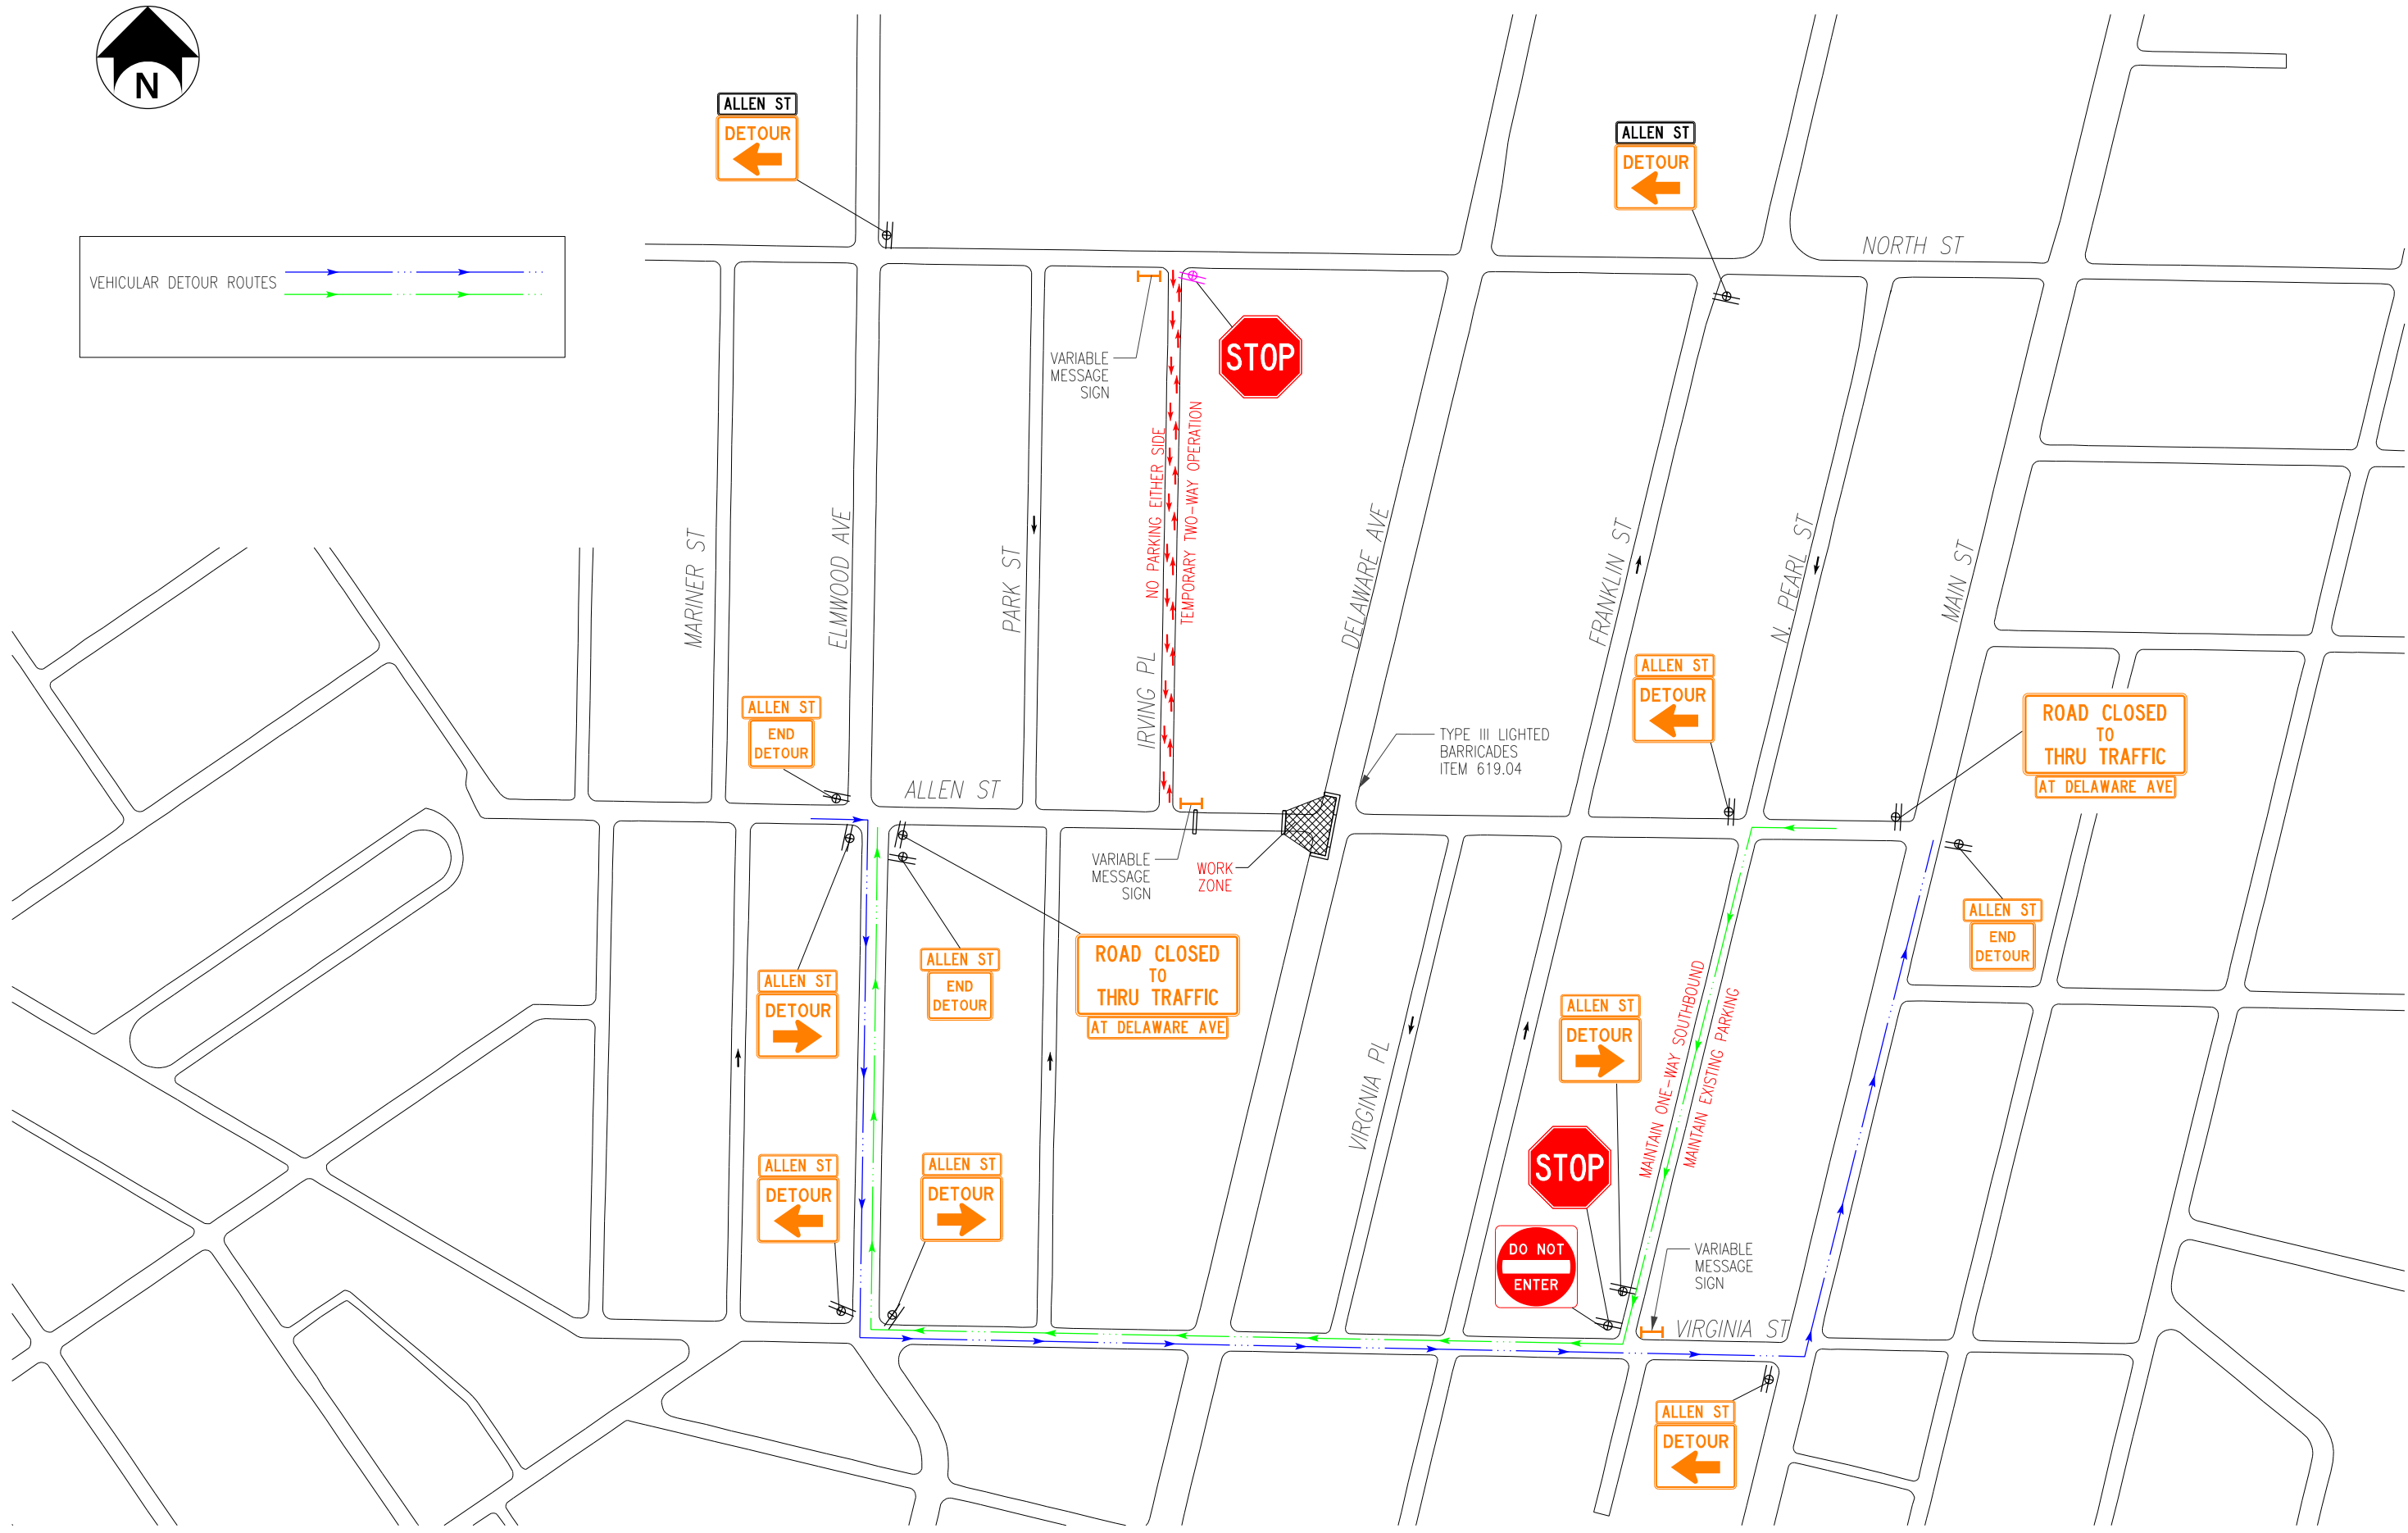 N
ALLEN ST
DETOUR
ALLEN ST
DETOUR
NORTH ST
VEHICULAR DETOUR ROUTES
STOP
VARIABLE
MESSAGE
SIGN
NO PARKING EITHER SIDE
TEMPORARY TWO-WAY OPERATION
MARINER ST
ELMWOOD AVE
PARK ST
IRVING PL
DELAWARE AVE
FRANKLIN ST
N. PEARL ST
MAIN ST
ALLEN ST
END
DETOUR
ALLEN ST
TYPE III LIGHTED
BARRICADES
ITEM 619.04
ALLEN ST
DETOUR
ROAD CLOSED
TO
THRU TRAFFIC
AT DELAWARE AVE
VARIABLE
MESSAGE
SIGN
WORK
ZONE
ALLEN ST
END
DETOUR
ALLEN ST
DETOUR
ALLEN ST
END
DETOUR
ROAD CLOSED
TO
THRU TRAFFIC
AT DELAWARE AVE
VIRGINIA PL
ALLEN ST
DETOUR
MAINTAIN ONE-WAY SOUTHBOUND
MAINTAIN EXISTING PARKING
ALLEN ST
DETOUR
ALLEN ST
DETOUR
STOP
DO NOT
ENTER
VARIABLE
MESSAGE
SIGN
VIRGINIA ST
ALLEN ST
DETOUR